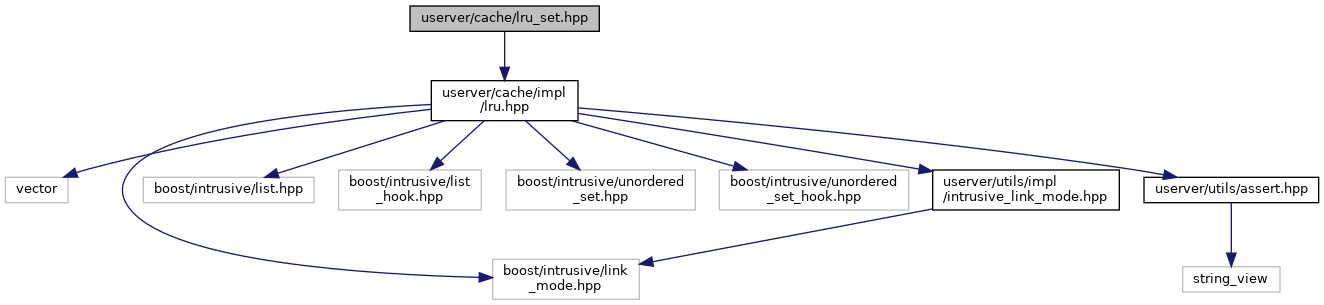 userver/cache/lru_set.hpp
userver/cache/impl
/lru.hpp
vector
boost/intrusive/list.hpp
boost/intrusive/list
_hook.hpp
boost/intrusive/unordered
_set.hpp
boost/intrusive/unordered
_set_hook.hpp
userver/utils/impl
/intrusive_link_mode.hpp
userver/utils/assert.hpp
boost/intrusive/link
_mode.hpp
string_view